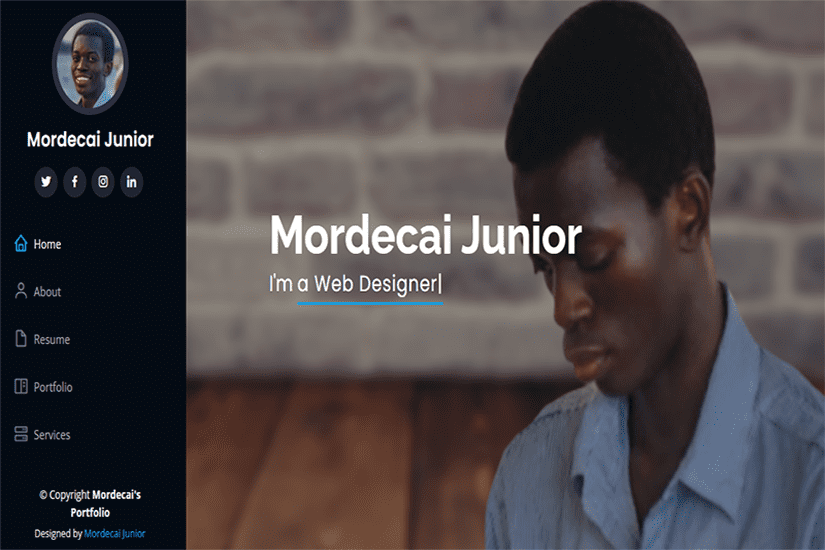 Mordecai Junior
Home
About
Resume
Portfolio
Services
© Copyright Mordecai's
Portfolio
Designed by Mordecai Junior
Mordecai Junior
I'm a Web Designer|